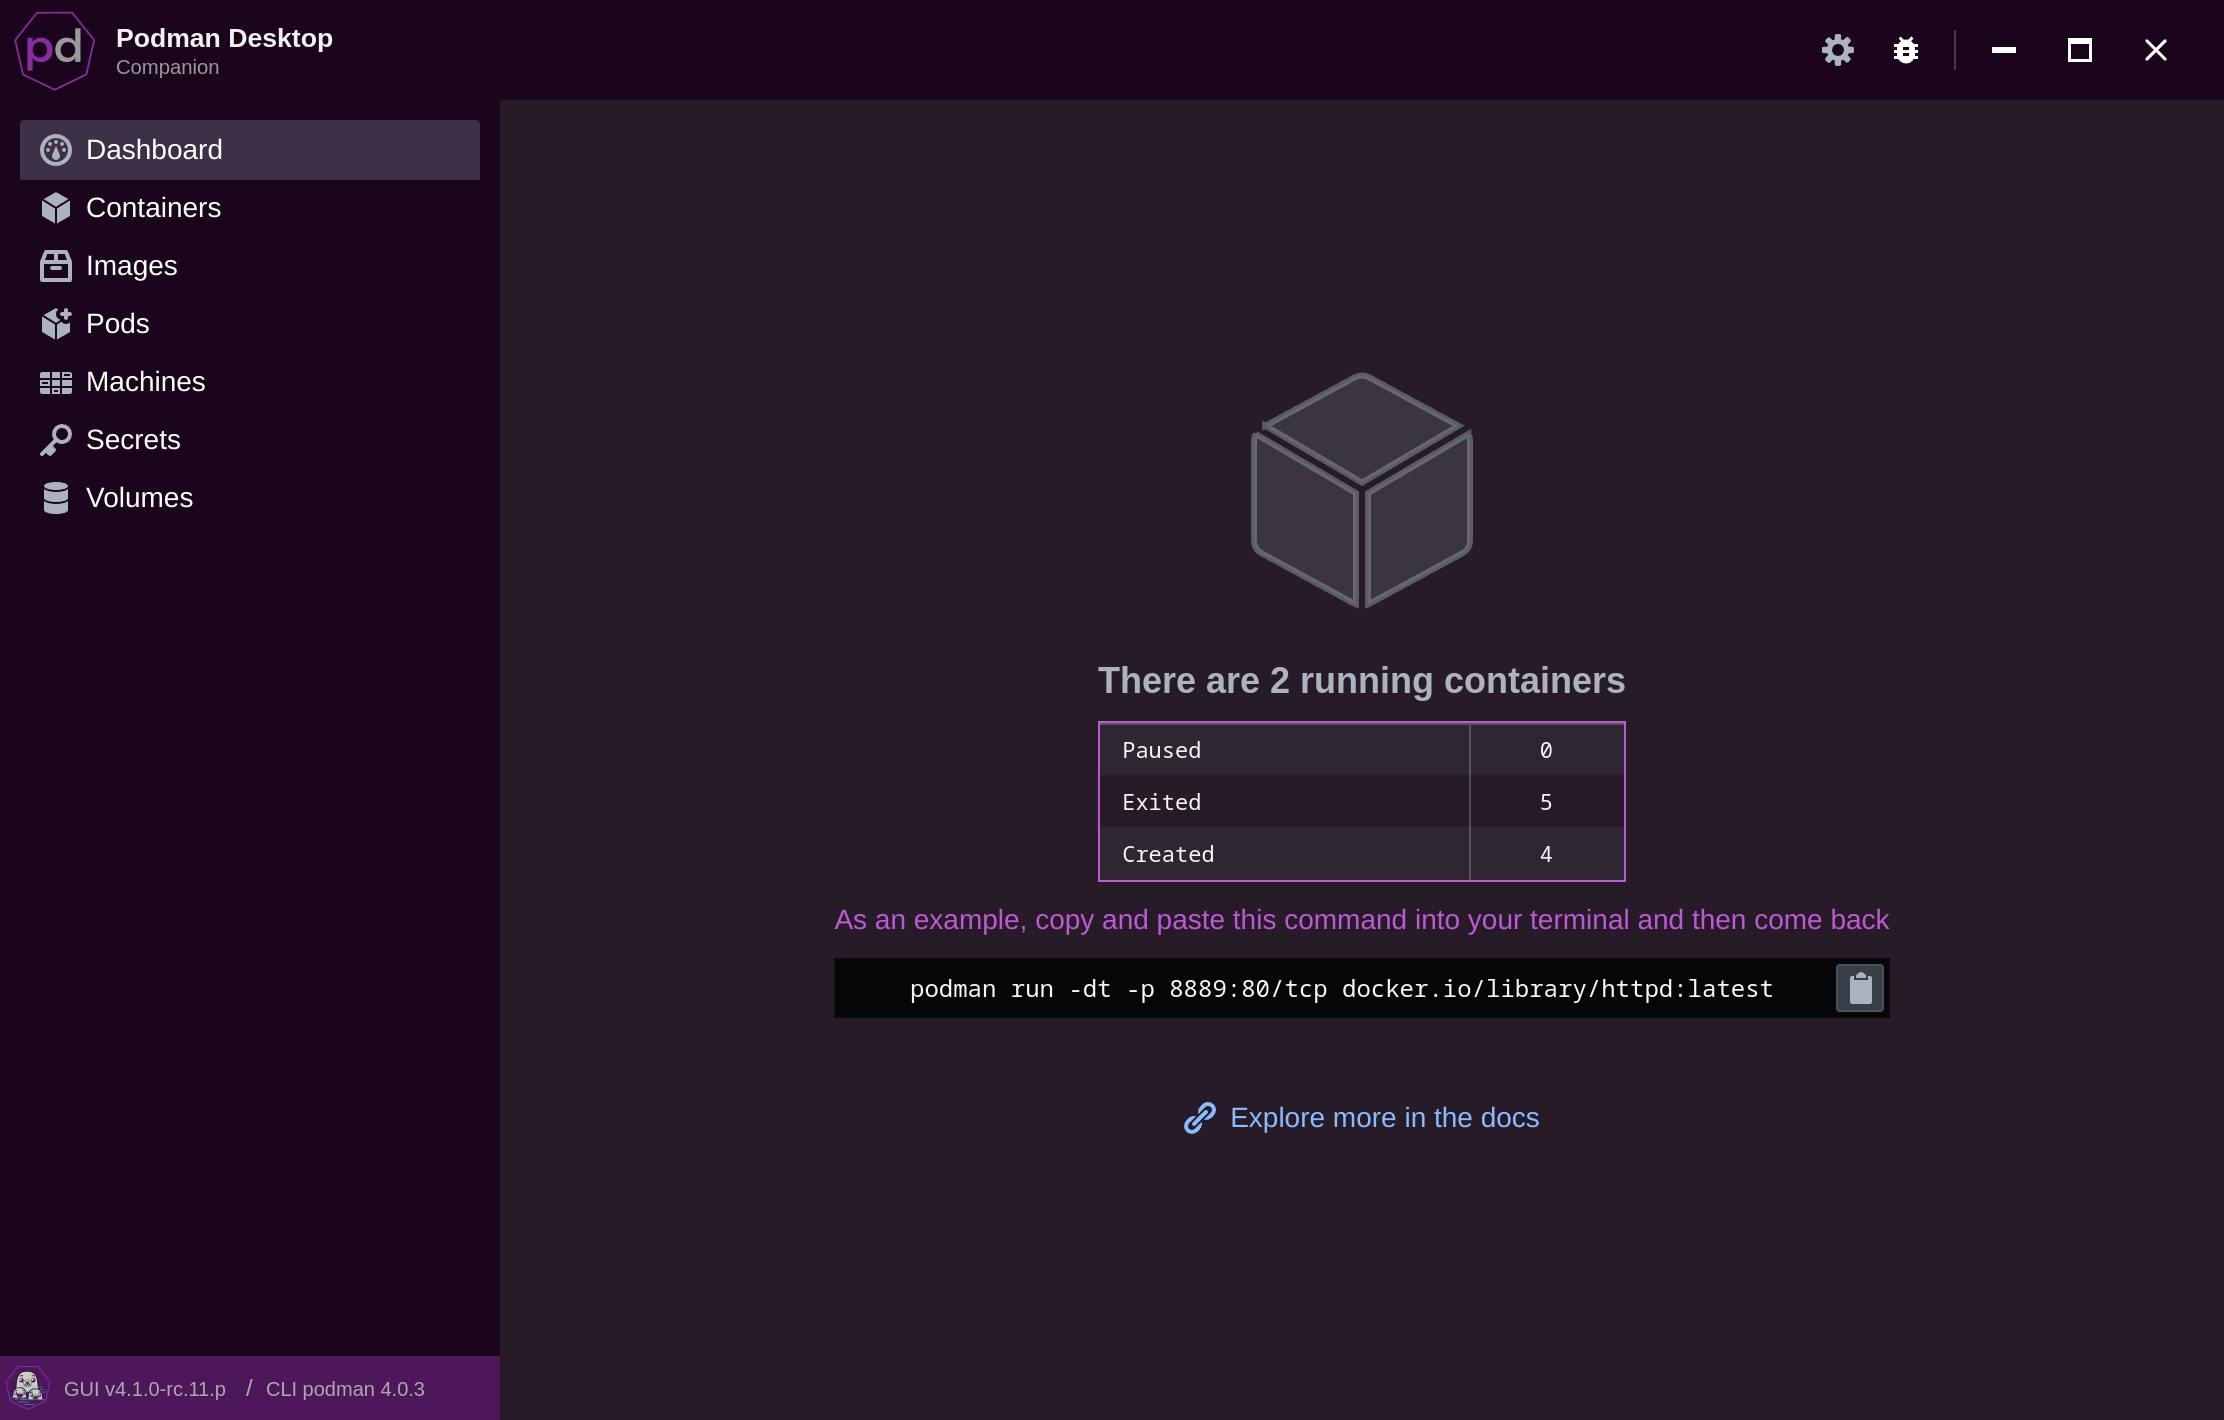 pd
Podman Desktop
Companion
Dashboard
Containers
Images
Pods
Machines
Secrets
Volumes
There are 2 running containers
Paused 0
Exited 5
Created 4
As an example, copy and paste this command into your terminal and then come back
podman run -dt -p 8889:80/tcp docker.io/library/httpd:latest
Explore more in the docs
GUI v4.1.0-rc.11.p / CLI podman 4.0.3